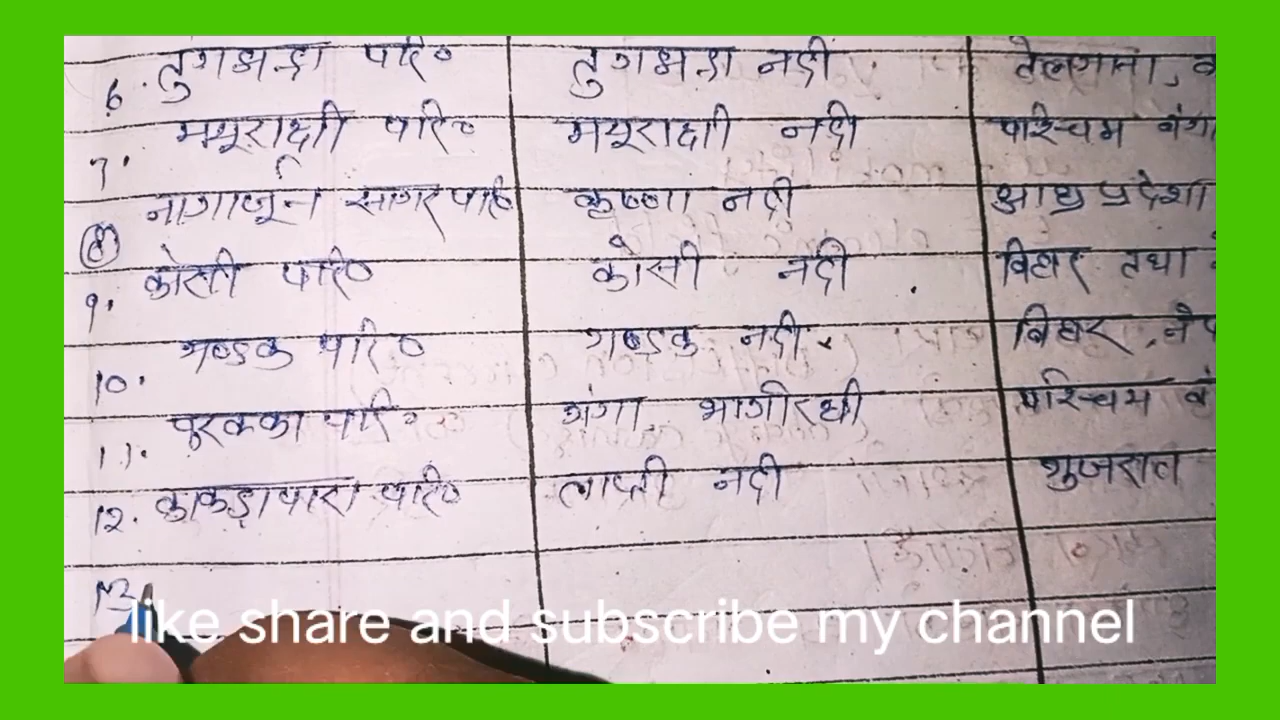 6. तुगभद्रा परि० तुगभद्रा नदी तेलगाना, क
7. मयूराक्षी परि० मयूराक्षी नदी पश्चिम बंगा
8 नागार्जुन सागर परि० कृष्णा नदी आध्र प्रदेश
9. कोसी परि० कोसी नदी बिहार तथा
10. गण्डक परि० गण्डक नदी बिहार, ने
11. फरक्का परि० गंगा भागीरथी पश्चिम बं
12. काकड़ापारा परि० ताप्ती नदी गुजरात
13
like share and subscribe my channel